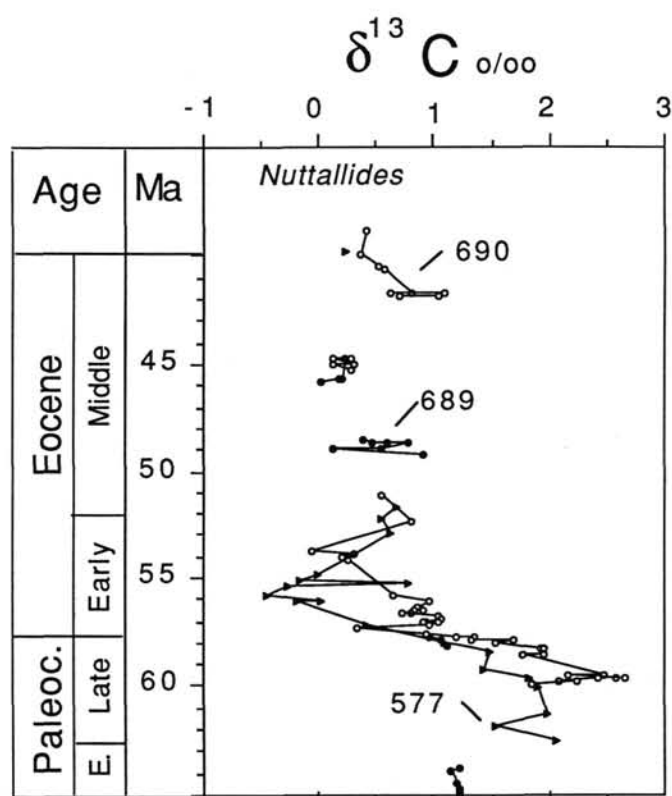 δ13 C o/oo
-1 0 1 2 3
Age Ma Nuttallides
690
45
689
50
55
577
60
Eocene
Middle
Early
Paleoc.
Late
E.